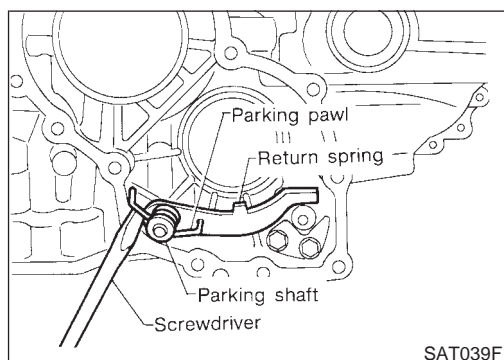 Parking pawl
Return spring
Parking shaft
Screwdriver
SAT039F